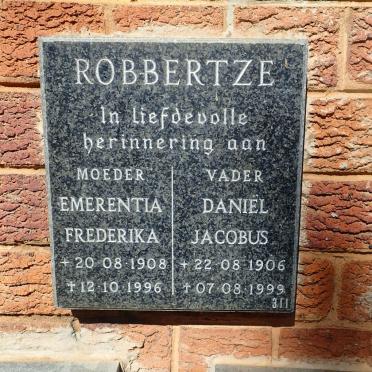 ROBBERTZE
In liefdevolle
herinnering aan
MOEDER
EMERENTIA
FREDERIKA
+ 20 08 1908
+ 12 10 1996
VADER
DANIËL
JACOBUS
+ 22 08 1906
+ 07 08 1999
311